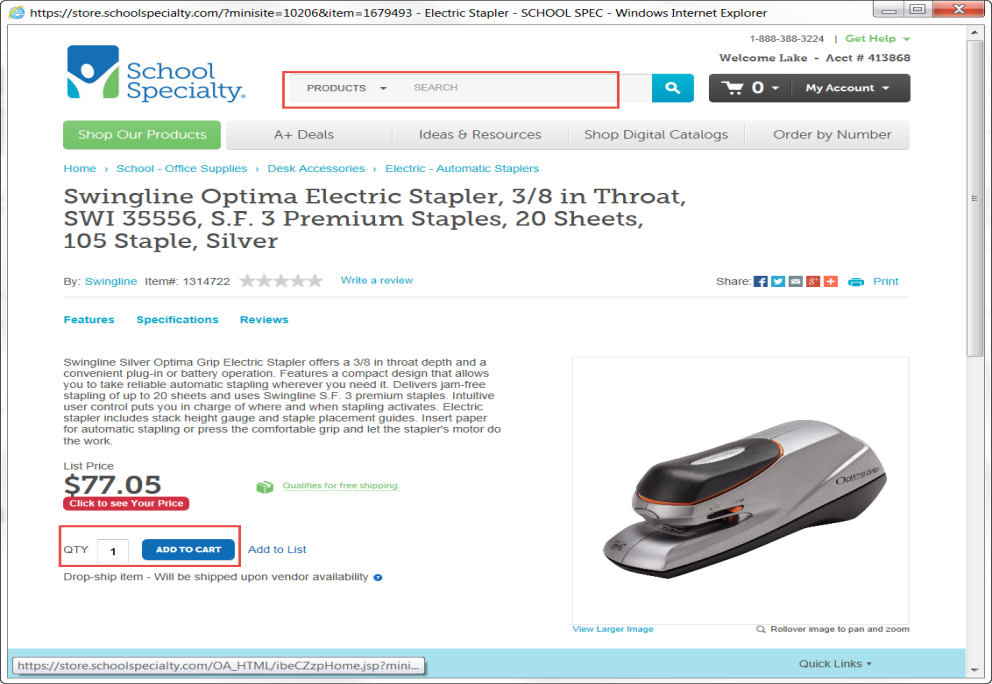 https://store.schoolspecialty.com/?minisite=10206&item=1679493 - Electric Stapler - SCHOOL SPEC - Windows Internet Explorer
1-888-388-3224 | Get Help
Welcome Lake - Acct # 413868
School
Specialty®
PRODUCTS SEARCH
0 My Account
Shop Our Products A+ Deals Ideas & Resources Shop Digital Catalogs Order by Number
Home › School - Office Supplies › Desk Accessories › Electric - Automatic Staplers
Swingline Optima Electric Stapler, 3/8 in Throat,
SWI 35556, S.F. 3 Premium Staples, 20 Sheets,
105 Staple, Silver
By: Swingline Item#: 1314722 Write a review Share: Print
Features Specifications Reviews
Swingline Silver Optima Grip Electric Stapler offers a 3/8 in throat depth and a
convenient plug-in or battery operation. Features a compact design that allows
you to take reliable automatic stapling wherever you need it. Delivers jam-free
stapling of up to 20 sheets and uses Swingline S.F. 3 premium staples. Intuitive
user control puts you in charge of where and when stapling activates. Electric
stapler includes stack height gauge and staple placement guides. Insert paper
for automatic stapling or press the comfortable grip and let the stapler's motor do
the work.
List Price
$77.05
Click to see Your Price
Qualifies for free shipping.
Optima Grip
QTY 1 ADD TO CART Add to List
Drop-ship item - Will be shipped upon vendor availability ?
View Larger Image Rollover image to pan and zoom
https://store.schoolspecialty.com/OA_HTML/ibeCZzpHome.jsp?mini...
Quick Links